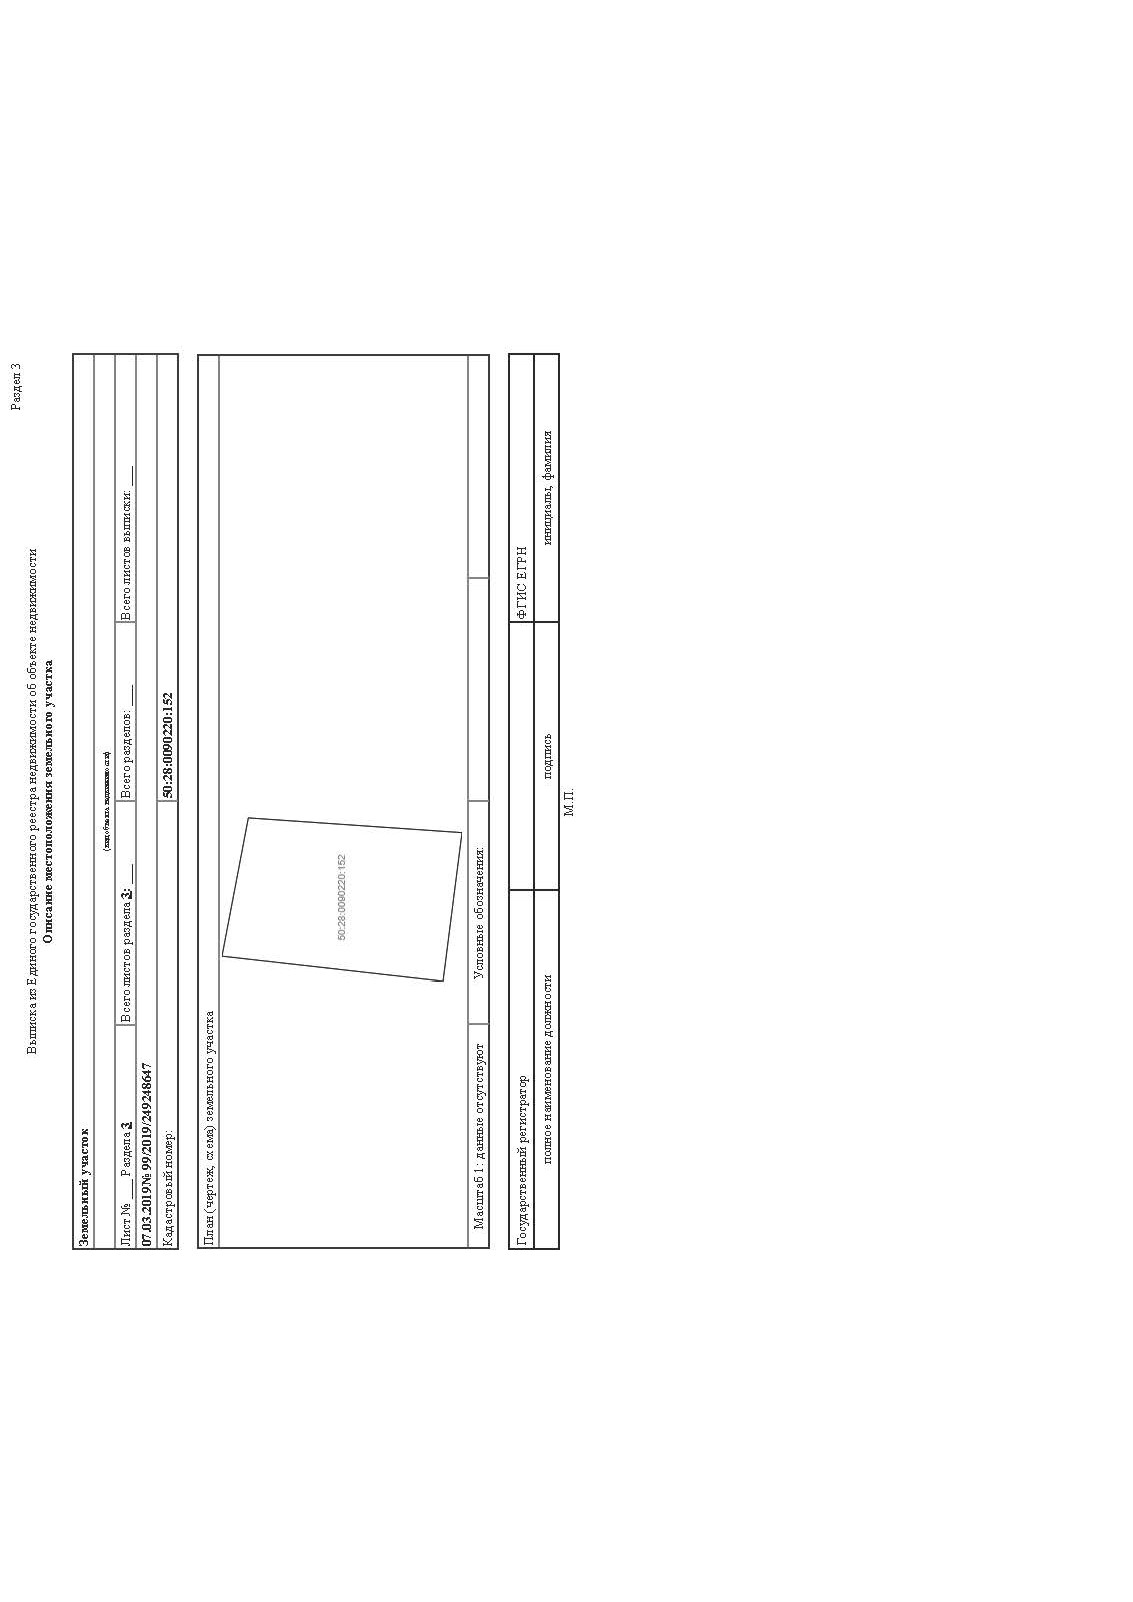 Раздел 3
Выписка из Единого государственного реестра недвижимости об объекте недвижимости
Описание местоположения земельного участка
Земельный участок
(вид объекта недвижимости)
Лист № ___ Раздела 3 Всего листов раздела 3: ___ Всего разделов: ___ Всего листов выписки: ___
07.03.2019 № 99/2019/249248647
Кадастровый номер: 50:28:0090220:152
План (чертеж, схема) земельного участка
50:28:0090220:152
Масштаб 1: данные отсутствуют Условные обозначения:
Государственный регистратор ФГИС ЕГРН
полное наименование должности подпись инициалы, фамилия
М.П.